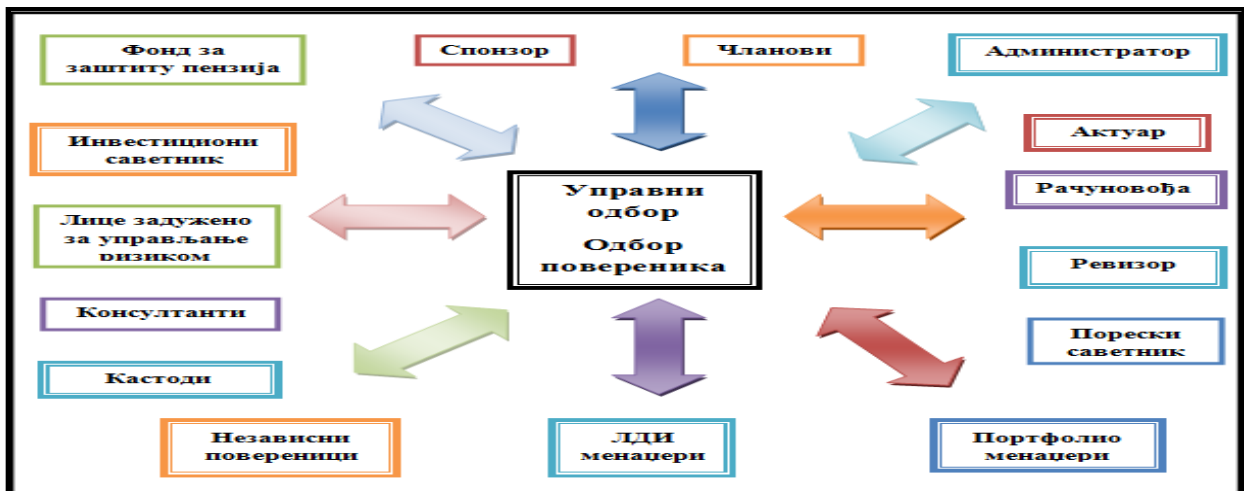 Фонд за
заштиту пензија
Спонзор
Чланови
Администратор
Инвестициони
саветник
Актуар
Лице задужено
за управљање
ризиком
Управни
одбор
Одбор
повереника
Рачуновођа
Ревизор
Консултанти
Порески
саветник
Кастоди
Независни
повереници
ЛДИ
менаџери
Портфолио
менаџери